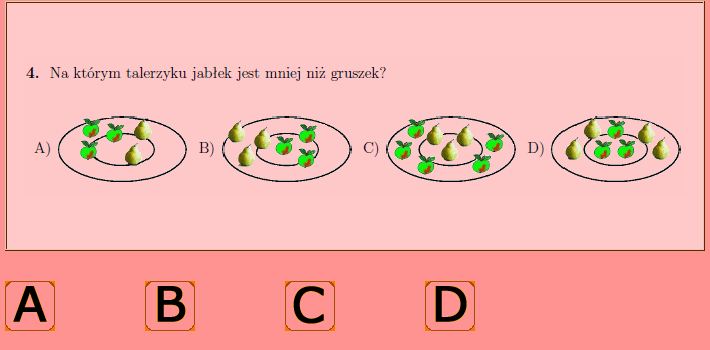 4. Na którym talerzyku jabłek jest mniej niż gruszek?
A) B) C) D)
A B C D